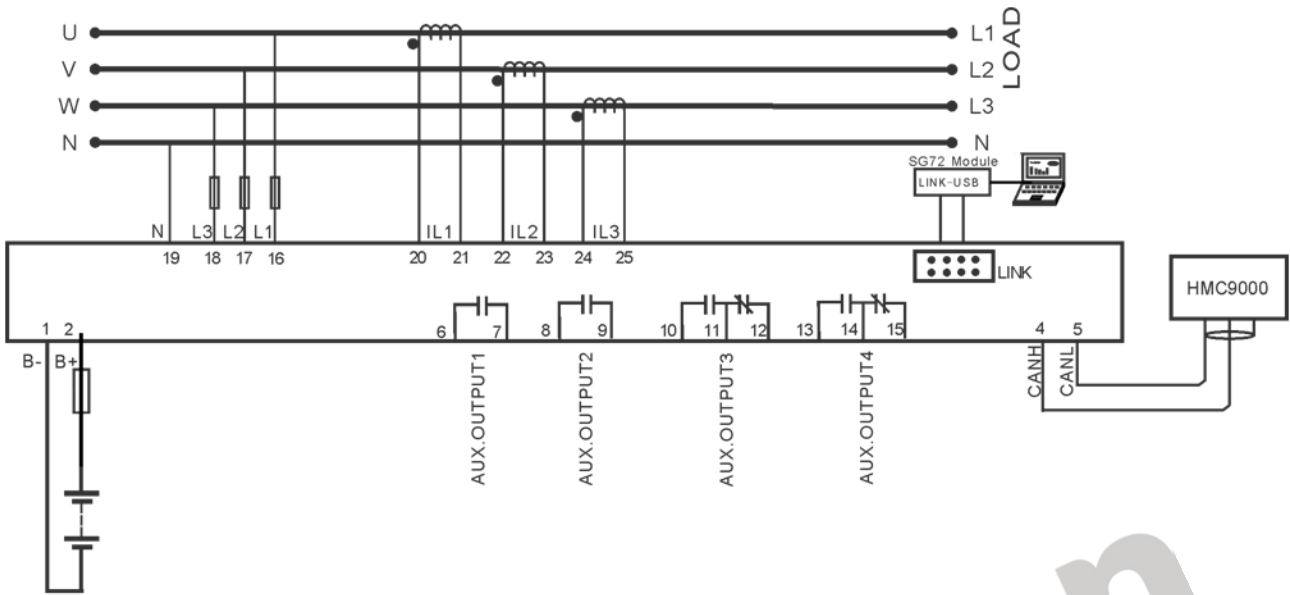 U L1
V L2
W L3
N N
LOAD
SG72 Module
LINK-USB
N L3 L2 L1 IL1 IL2 IL3
19 18 17 16 20 21 22 23 24 25
LINK
HMC9000
1 2 6 7 8 9 10 11 12 13 14 15 4 5
B- B+
AUX.OUTPUT1
AUX.OUTPUT2
AUX.OUTPUT3
AUX.OUTPUT4
CANH
CANL